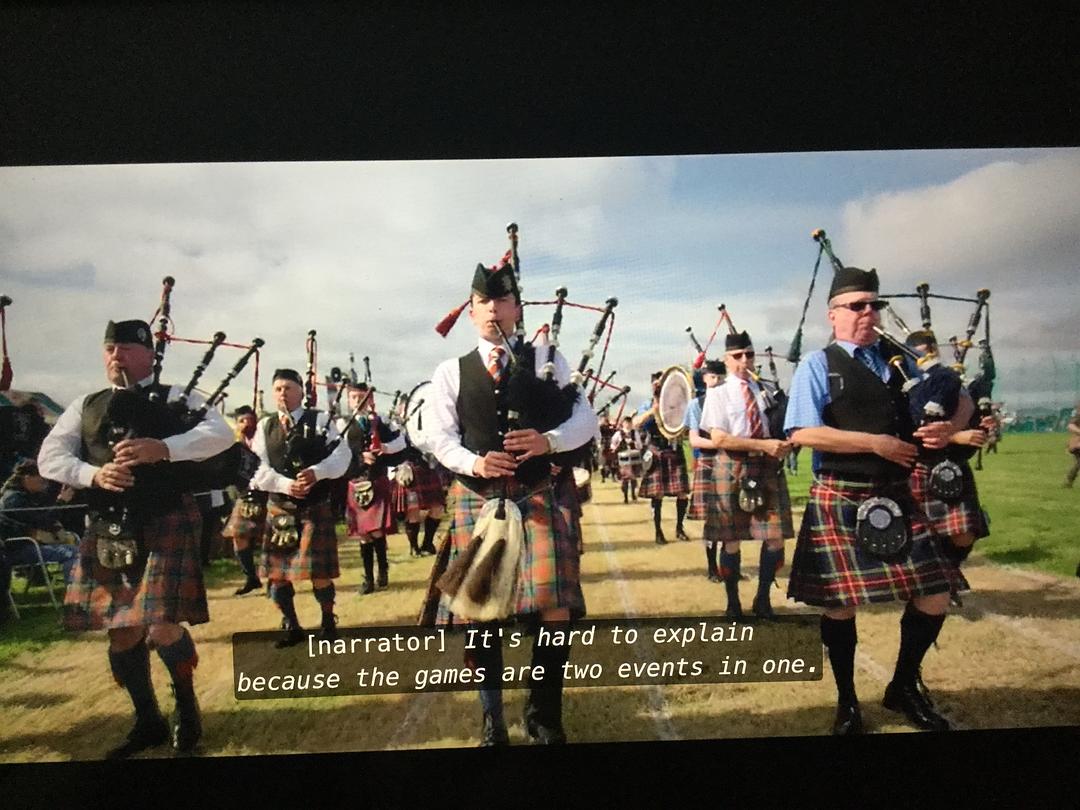 [narrator] It's hard to explain
because the games are two events in one.